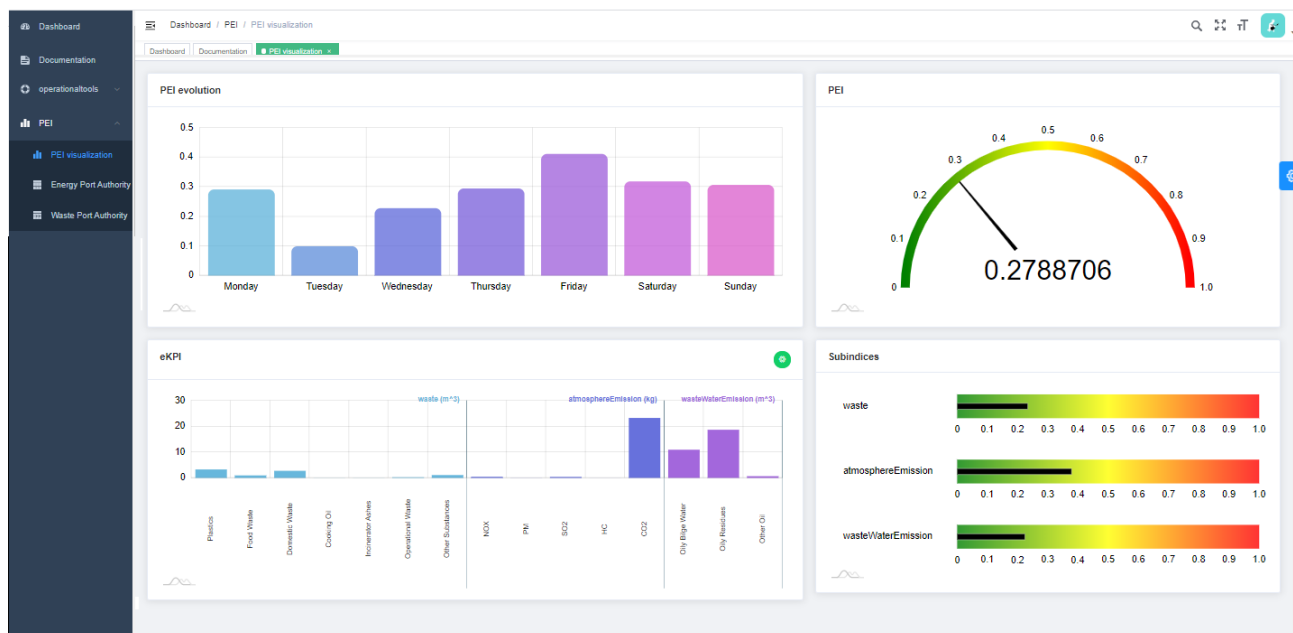 Dashboard
Documentation
operationaltools
PEI
PEI visualization
Energy Port Authority
Waste Port Authority
Dashboard / PEI / PEI visualization
Dashboard Documentation PEI visualization ×
PEI evolution
0.5
0.4
0.3
0.2
0.1
0
Monday Tuesday Wednesday Thursday Friday Saturday Sunday
PEI
0 0.1 0.2 0.3 0.4 0.5 0.6 0.7 0.8 0.9 1.0
0.2788706
eKPI
waste (m^3) atmosphereEmission (kg) wasteWaterEmission (m^3)
30
20
10
0
Plastics
Food Waste
Domestic Waste
Cooking Oil
Incinerator Ashes
Operational Waste
Other Substances
NOX
PM
SO2
HC
CO2
Oily Bilge Water
Oily Residues
Other Oil
Subindices
waste
0 0.1 0.2 0.3 0.4 0.5 0.6 0.7 0.8 0.9 1.0
atmosphereEmission
0 0.1 0.2 0.3 0.4 0.5 0.6 0.7 0.8 0.9 1.0
wasteWaterEmission
0 0.1 0.2 0.3 0.4 0.5 0.6 0.7 0.8 0.9 1.0